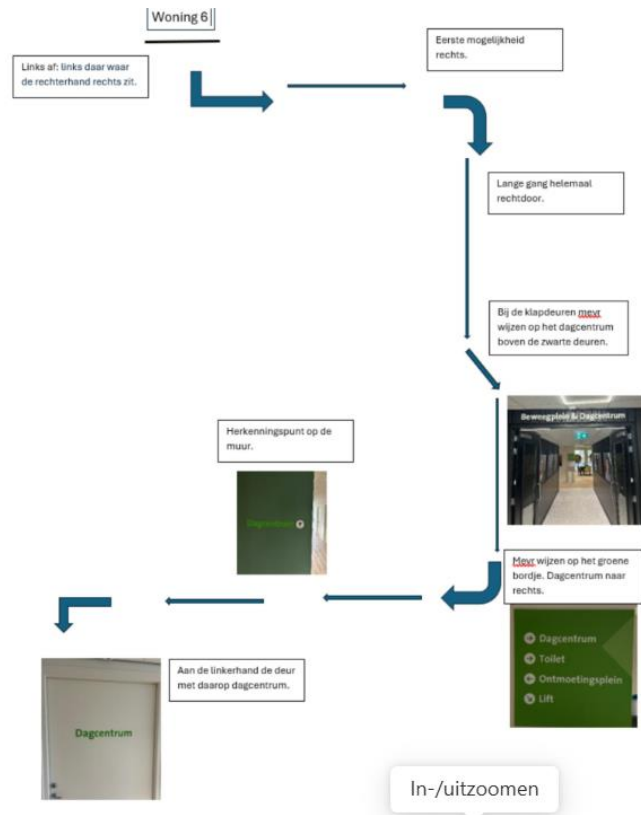 Woning 6
Links af: links daar waar
de rechterhand rechts zit.
Eerste mogelijkheid
rechts.
Lange gang helemaal
rechtdoor.
Bij de klapdeuren mevr
wijzen op het dagcentrum
boven de zwarte deuren.
Beweegplein & Dagcentrum
Herkenningspunt op de
muur.
Dagcentrum
Mevr wijzen op het groene
bordje. Dagcentrum naar
rechts.
Dagcentrum
Toilet
Ontmoetingsplein
Lift
Aan de linkerhand de deur
met daarop dagcentrum.
Dagcentrum
In-/uitzoomen